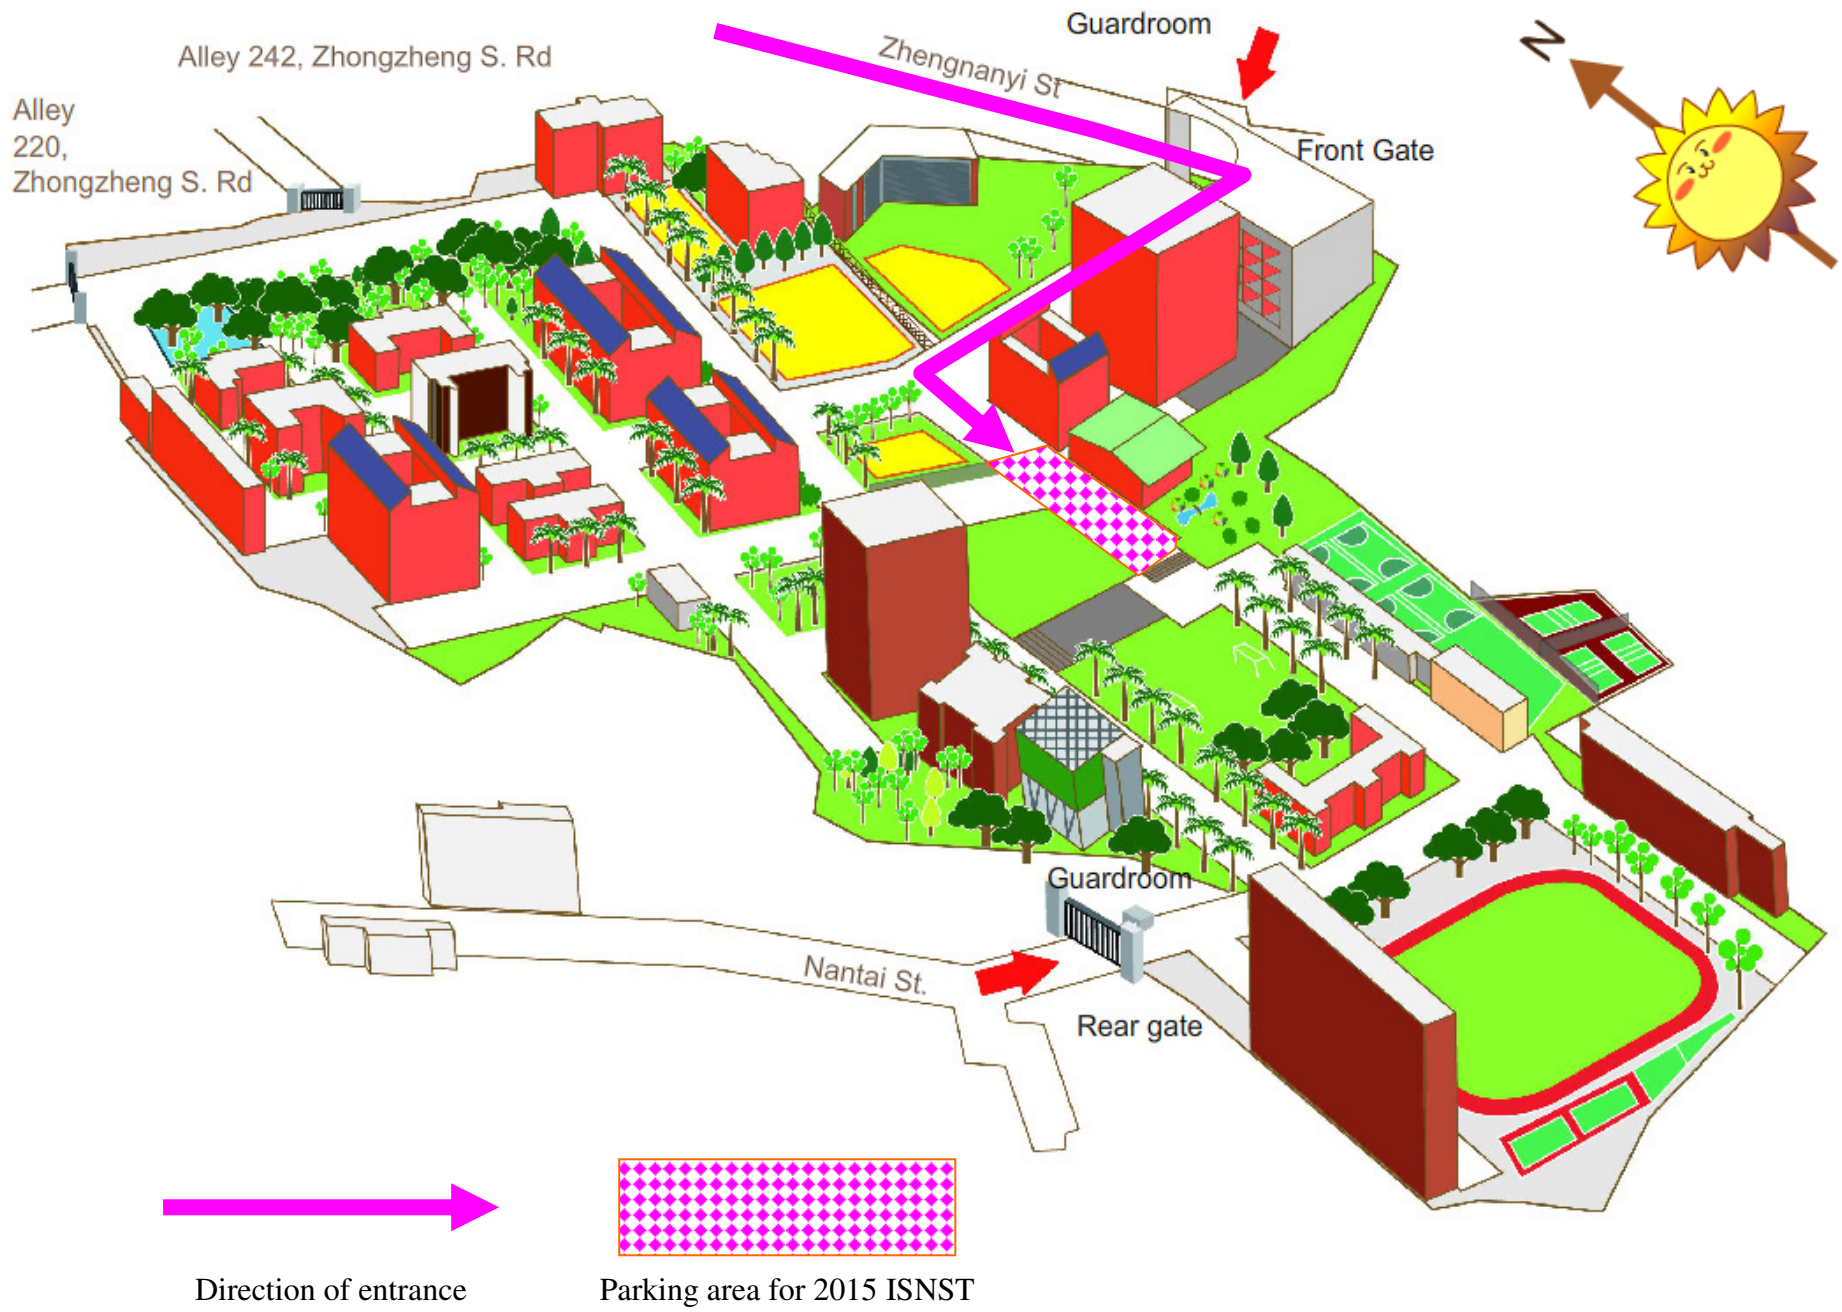 Guardroom
Alley 242, Zhongzheng S. Rd
Zhengnanyi St
N
Alley
220,
Zhongzheng S. Rd
Front Gate
Guardroom
Nantai St.
Rear gate
Direction of entrance
Parking area for 2015 ISNST